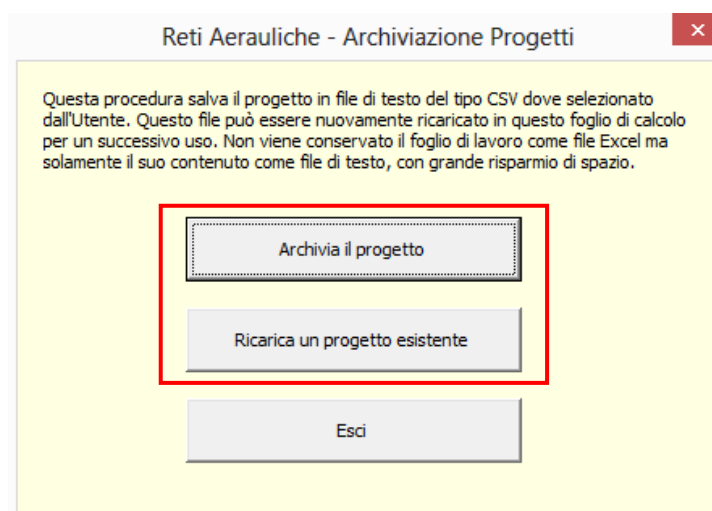 Reti Aerauliche - Archiviazione Progetti
Questa procedura salva il progetto in file di testo del tipo CSV dove selezionato
dall'Utente. Questo file può essere nuovamente ricaricato in questo foglio di calcolo
per un successivo uso. Non viene conservato il foglio di lavoro come file Excel ma
solamente il suo contenuto come file di testo, con grande risparmio di spazio.
Archivia il progetto
Ricarica un progetto esistente
Esci